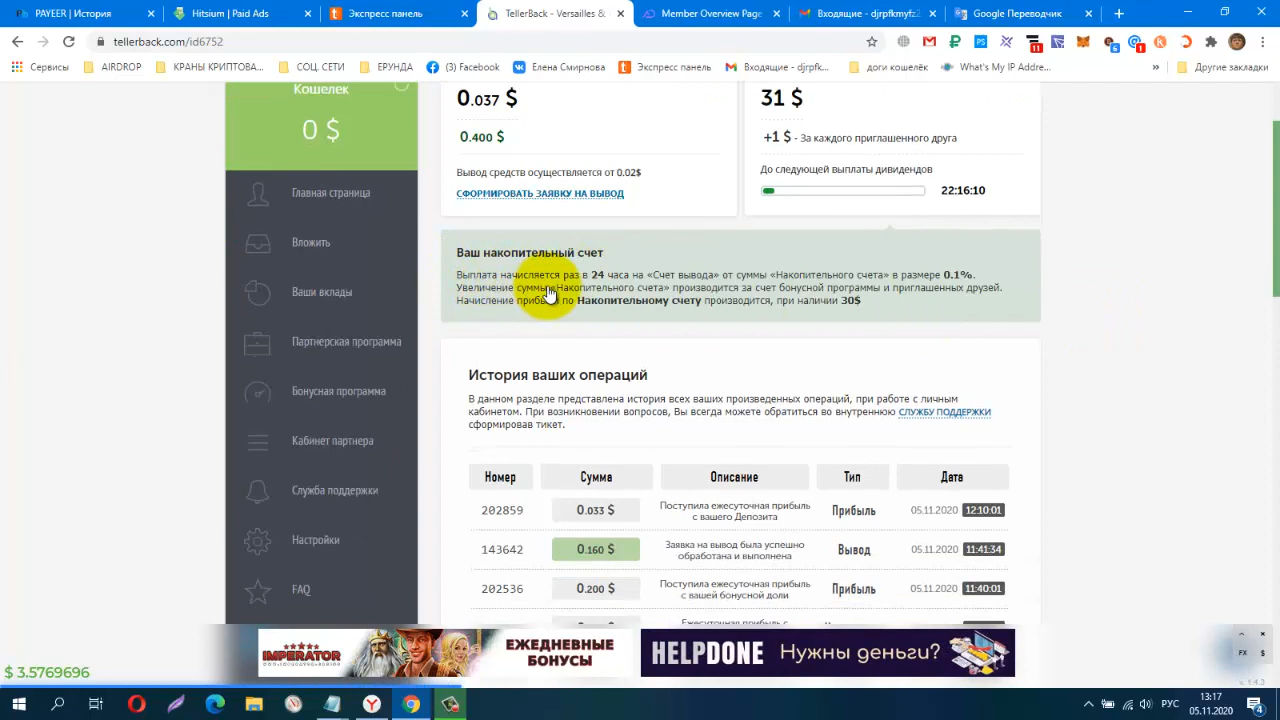 PAYEER | Интернет
Hitsium | Paid Ads
Экспресс панель
TellerBack - Versailles &
Member Overview Page
Входящие - djrpfkmyfz2
Google Переводчик
tellerback.com/id6752
11
6
1
Сервисы
AIRDROP
КРАНЫ КРИПТОВА...
СОЦ. СЕТИ
ЕРУНДА
(3) Facebook
Елена Смирнова
Экспресс панель
Входящие - djrpfk...
доги кошелёк
What's My IP Addre...
»
Другие закладки
Кошелек
0 $
Главная страница
Вложить
Ваши вклады
Партнерская программа
Бонусная программа
Кабинет партнера
Служба поддержки
Настройки
FAQ
0.037 $
0.400 $
Вывод средств осуществляется от 0.02$
СФОРМИРОВАТЬ ЗАЯВКУ НА ВЫВОД
31 $
+1 $ - За каждого приглашенного друга
До следующей выплаты дивидендов
22:16:10
Ваш накопительный счет
Выплата начисляется раз в 24 часа на «Счет вывода» от суммы «Накопительного счета» в размере 0.1%.
Увеличение суммы «Накопительного счета» производится за счет бонусной программы и приглашенных друзей.
Начисление прибыли по Накопительному счету производится, при наличии 30$
История ваших операций
В данном разделе представлена история всех ваших произведенных операций, при работе с личным
кабинетом. При возникновении вопросов, Вы всегда можете обратиться во внутреннюю СЛУЖБУ ПОДДЕРЖКИ
сформировав тикет.
Номер Сумма Описание Тип Дата
202859 0.033 $ Поступила ежесуточная прибыль с вашего Депозита Прибыль 05.11.2020 12:10:01
143642 0.160 $ Заявка на вывод была успешно обработана и выполнена Вывод 05.11.2020 11:41:34
202536 0.200 $ Поступила ежесуточная прибыль с вашей бонусной доли Прибыль 05.11.2020 11:40:01
IMPERATOR
ЕЖЕДНЕВНЫЕ
БОНУСЫ
HELPDONE Нужны деньги?
FX $
v 1.4.3
$ 3.5769696
РУС
13:17
05.11.2020
4